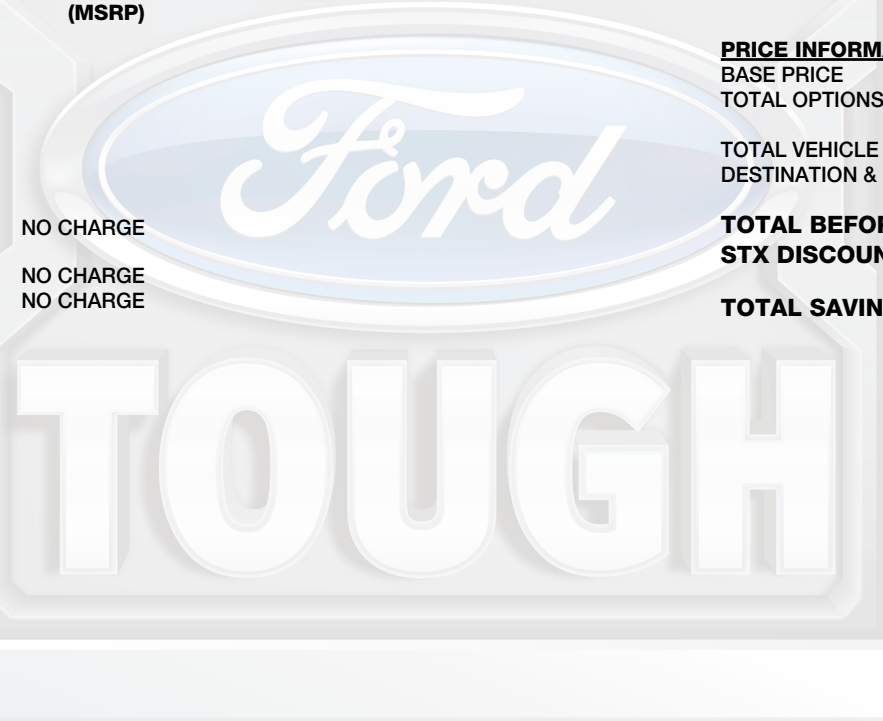 (MSRP)
NO CHARGE
NO CHARGE
NO CHARGE
PRICE INFORMA
BASE PRICE
TOTAL OPTIONS
TOTAL VEHICLE
DESTINATION &
TOTAL BEFOR
STX DISCOUN
TOTAL SAVIN
Ford
TOUGH